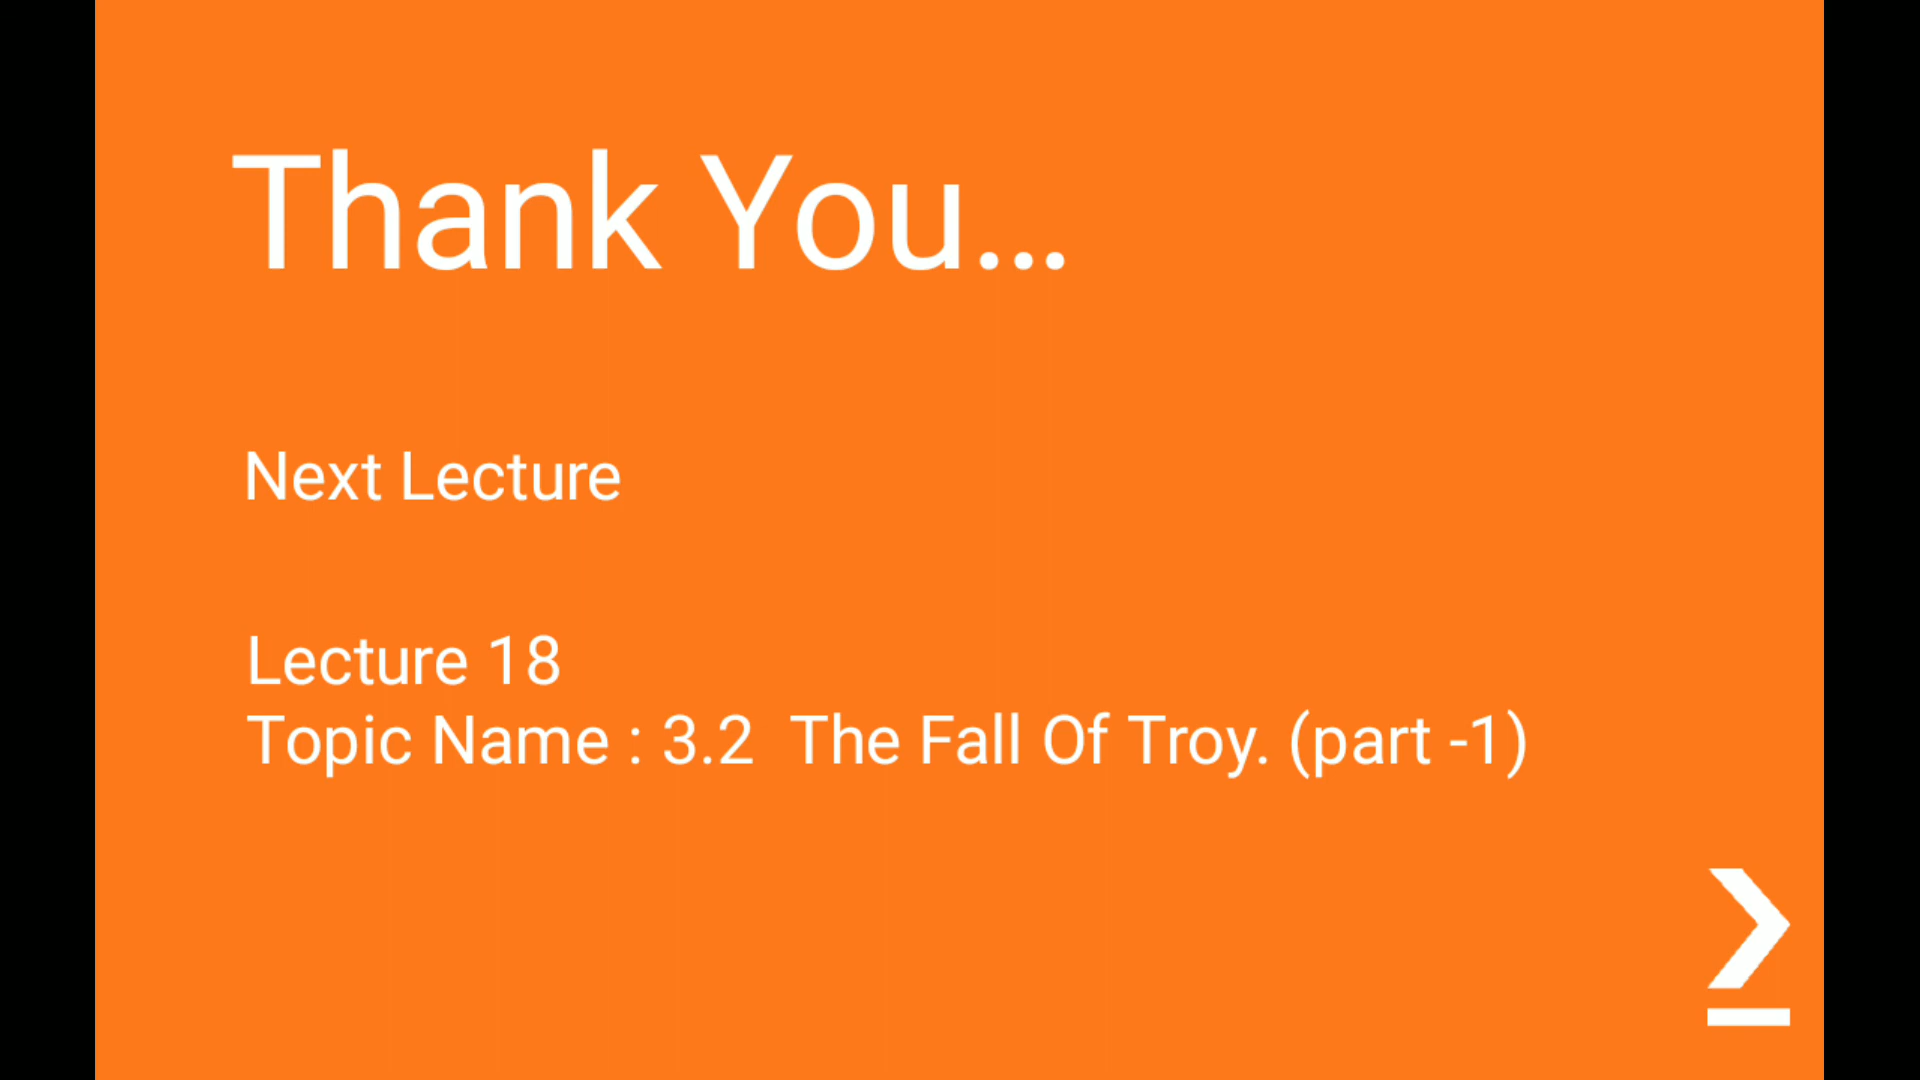 Thank You...
Next Lecture
Lecture 18
Topic Name : 3.2  The Fall Of Troy. (part -1)